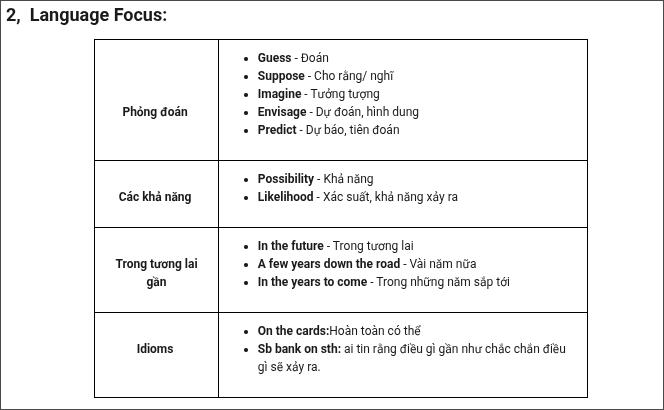 2, Language Focus:
Phỏng đoán
• Guess - Đoán
• Suppose - Cho rằng/ nghĩ
• Imagine - Tưởng tượng
• Envisage - Dự đoán, hình dung
• Predict - Dự báo, tiên đoán
Các khả năng
• Possibility - Khả năng
• Likelihood - Xác suất, khả năng xảy ra
Trong tương lai
gần
• In the future - Trong tương lai
• A few years down the road - Vài năm nữa
• In the years to come - Trong những năm sắp tới
Idioms
• On the cards:Hoàn toàn có thể
• Sb bank on sth: ai tin rằng điều gì gần như chắc chắn điều
gì sẽ xảy ra.